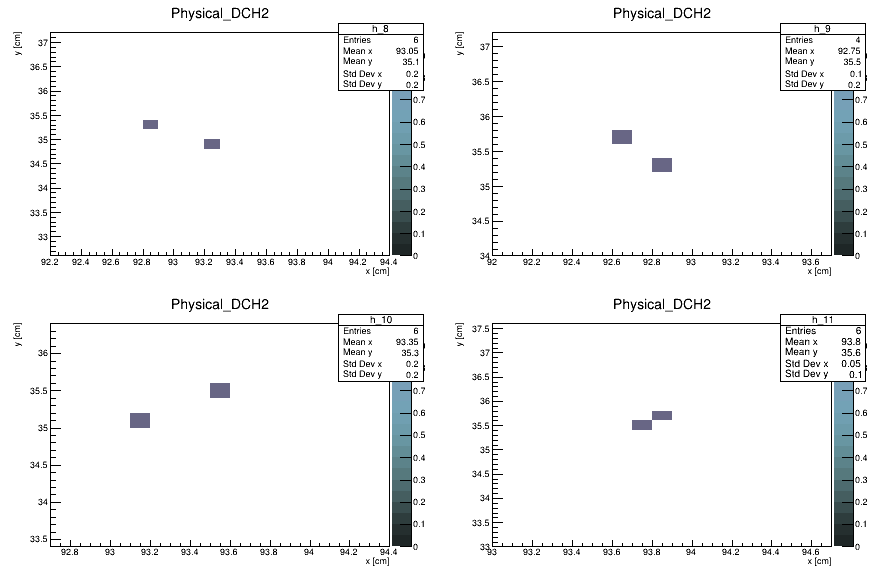 Physical_DCH2
y [cm]
h_8
Entries 6
Mean x 93.05
Mean y 35.1
Std Dev x 0.2
Std Dev y 0.2
37
36.5
36
35.5
35
34.5
34
33.5
33
92.2 92.4 92.6 92.8 93 93.2 93.4 93.6 93.8 94 94.2 94.4
x [cm]
0.7
0.6
0.5
0.4
0.3
0.2
0.1
0
Physical_DCH2
y [cm]
h_9
Entries 4
Mean x 92.75
Mean y 35.5
Std Dev x 0.1
Std Dev y 0.2
37
36.5
36
35.5
35
34.5
34
92 92.2 92.4 92.6 92.8 93 93.2 93.4 93.6
x [cm]
0.7
0.6
0.5
0.4
0.3
0.2
0.1
0
Physical_DCH2
y [cm]
h_10
Entries 6
Mean x 93.35
Mean y 35.3
Std Dev x 0.2
Std Dev y 0.2
36
35.5
35
34.5
34
33.5
92.8 93 93.2 93.4 93.6 93.8 94 94.2 94.4
x [cm]
0.7
0.6
0.5
0.4
0.3
0.2
0.1
0
Physical_DCH2
y [cm]
h_11
Entries 6
Mean x 93.8
Mean y 35.6
Std Dev x 0.05
Std Dev y 0.1
37.5
37
36.5
36
35.5
35
34.5
34
33.5
33
93 93.2 93.4 93.6 93.8 94 94.2 94.4 94.6
x [cm]
0.7
0.6
0.5
0.4
0.3
0.2
0.1
0